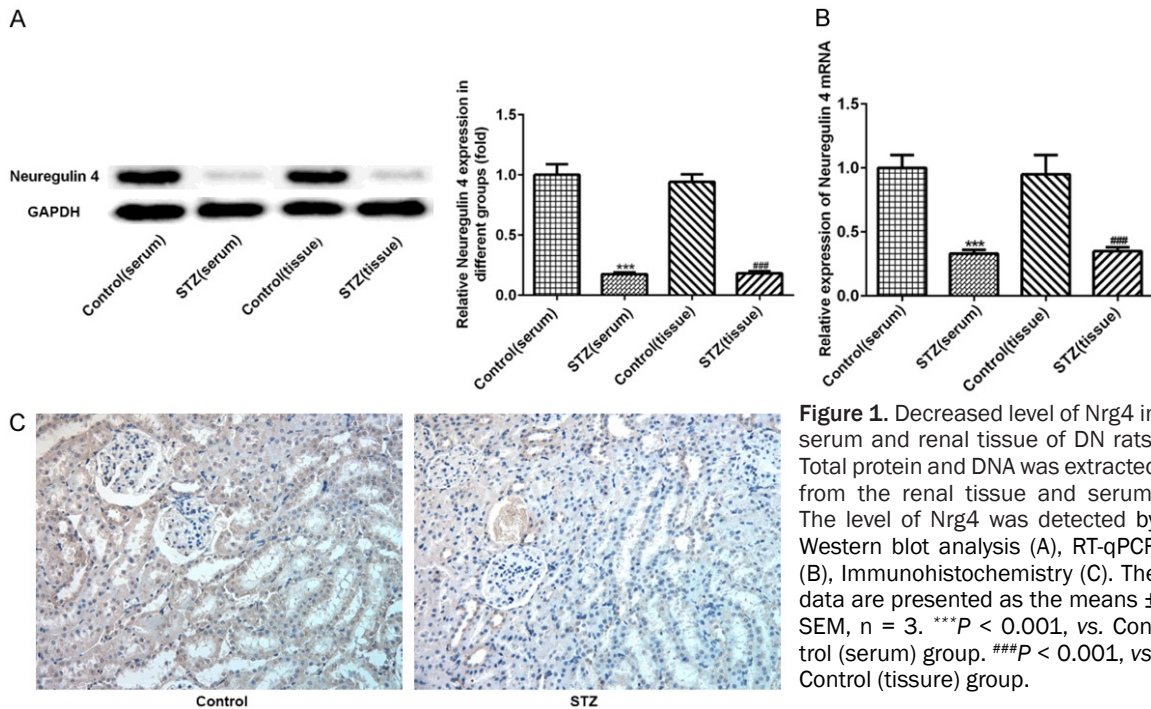 A
Neuregulin 4
GAPDH
Control(serum)
STZ(serum)
Control(tissue)
STZ(tissue)
Relative Neuregulin 4 expression in
different groups (fold)
1.5
1.0
0.5
0.0
***
###
Control(serum)
STZ(serum)
Control(tissue)
STZ(tissue)
B
Relative expression of Neuregulin 4 mRNA
1.5
1.0
0.5
0.0
***
###
Control(serum)
STZ(serum)
Control(tissue)
STZ(tissue)
C
Control
STZ
Figure 1. Decreased level of Nrg4 in
serum and renal tissue of DN rats.
Total protein and DNA was extracted
from the renal tissue and serum.
The level of Nrg4 was detected by
Western blot analysis (A), RT-qPCR
(B), Immunohistochemistry (C). The
data are presented as the means ±
SEM, n = 3. ***P < 0.001, vs. Con
trol (serum) group. ###P < 0.001, vs
Control (tissure) group.